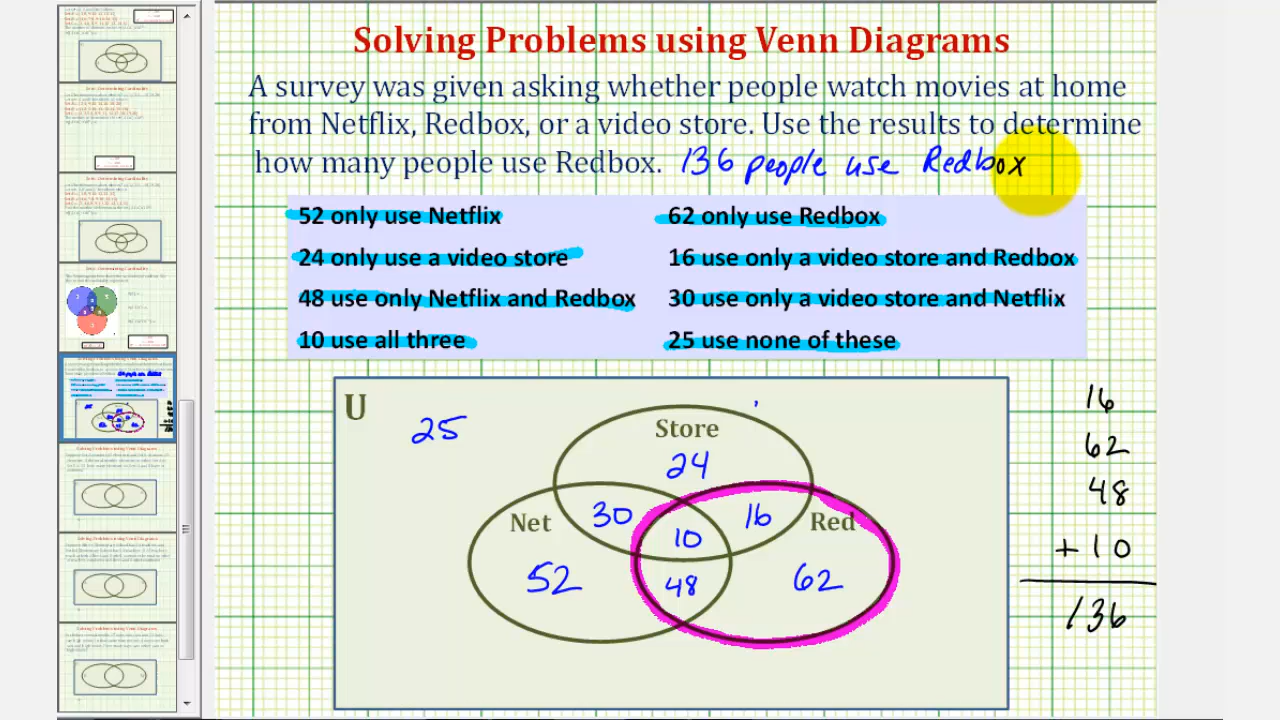 Solving Problems using Venn Diagrams
A survey was given asking whether people watch movies at home
from Netflix, Redbox, or a video store. Use the results to determine
how many people use Redbox. 136 people use Redbox
52 only use Netflix 62 only use Redbox
24 only use a video store 16 use only a video store and Redbox
48 use only Netflix and Redbox 30 use only a video store and Netflix
10 use all three 25 use none of these
U
25
Store
24
Net
30
16
Red
10
52
48
62
16
62
48
+10
136